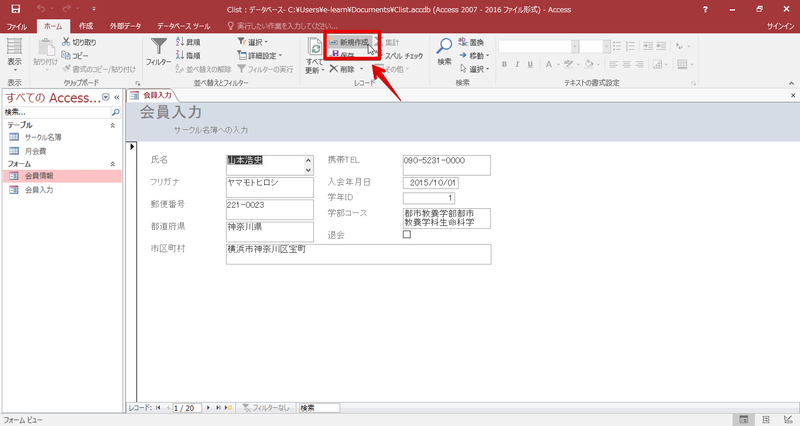 Clist : データベース- C:¥Users¥e-learn¥Documents¥Clist.accdb (Access 2007 - 2016 ファイル形式) - Access
サインイン
ファイル ホーム 作成 外部データ データベース ツール 実行したい作業を入力してください...
表示
貼り付け
切り取り
コピー
書式のコピー/貼り付け
フィルター
昇順
降順
並べ替えの解除
選択
詳細設定
フィルターの実行
すべて更新
新規作成
保存
削除
集計
スペル チェック
その他
検索
置換
移動
選択
B I U
表示 クリップボード 並べ替えとフィルター レコード 検索 テキストの書式設定
すべての Access...
検索...
テーブル
サークル名簿
月会費
フォーム
会員情報
会員入力
会員入力
会員入力
サークル名簿への入力
氏名 山本浩史 携帯TEL 090-5231-0000
フリガナ ヤマモトヒロシ 入会年月日 2015/10/01
学年ID 1
郵便番号 221-0023 学部コース 都市教養学部都市
教養学科生命科学
都道府県 神奈川県 退会
市区町村 横浜市神奈川区宝町
レコード: 1 / 20 フィルターなし 検索
フォーム ビュー